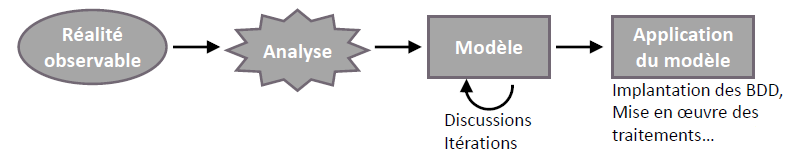 Réalité
observable
Analyse
Modèle
Application
du modèle
Discussions
Itérations
Implantation des BDD,
Mise en œuvre des
traitements...